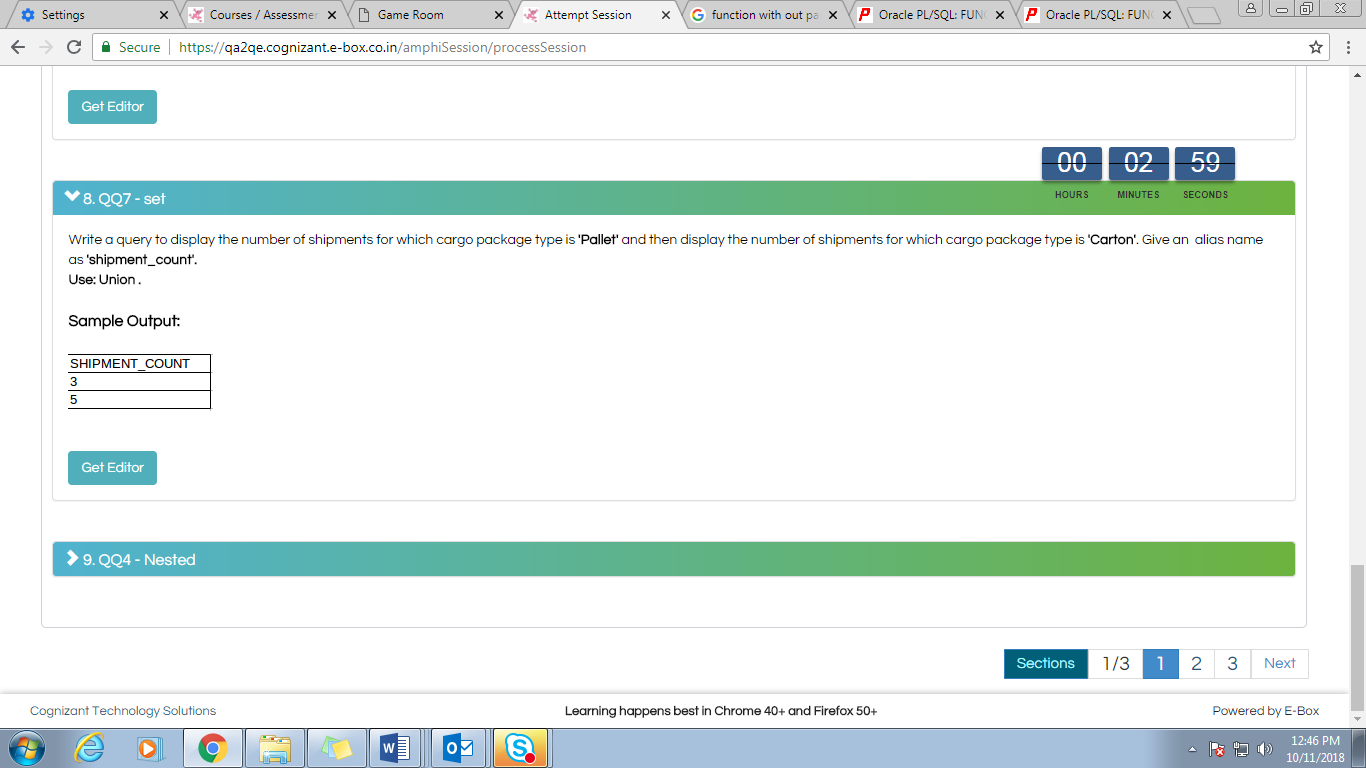 Settings
Courses / Assessmen
Game Room
Attempt Session
function with out pa
Oracle PL/SQL: FUNC
Oracle PL/SQL: FUNC
Secure
https://qa2qe.cognizant.e-box.co.in/amphiSession/processSession
Get Editor
00 02 59
HOURS MINUTES SECONDS
8. QQ7 - set
Write a query to display the number of shipments for which cargo package type is 'Pallet' and then display the number of shipments for which cargo package type is 'Carton'. Give an alias name
as 'shipment_count'.
Use: Union .
Sample Output:
SHIPMENT_COUNT
3
5
Get Editor
9. QQ4 - Nested
Sections 1/3 1 2 3 Next
Cognizant Technology Solutions
Learning happens best in Chrome 40+ and Firefox 50+
Powered by E-Box
12:46 PM
10/11/2018